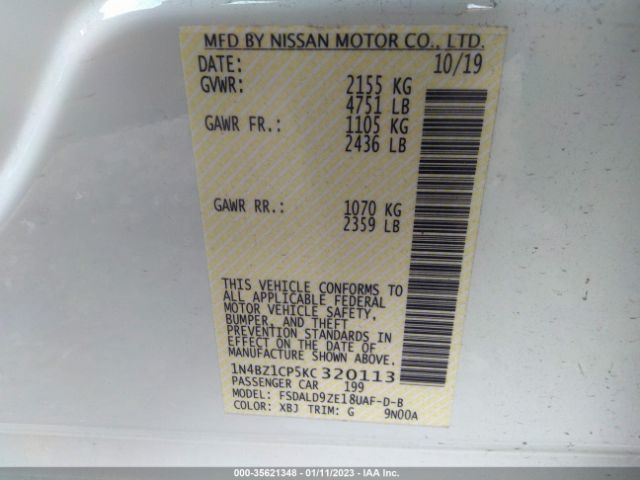 MFD BY NISSAN MOTOR CO., LTD.
DATE: 10/19
GVWR: 2155 KG
4751 LB
GAWR FR.: 1105 KG
2436 LB
GAWR RR.: 1070 KG
2359 LB
THIS VEHICLE CONFORMS TO
ALL APPLICABLE FEDERAL
MOTOR VEHICLE SAFETY,
BUMPER, AND THEFT
PREVENTION STANDARDS IN
EFFECT ON THE DATE OF
MANUFACTURE SHOWN ABOVE.
1N4BZ1CP5KC 320113
PASSENGER CAR 199
MODEL: FSDALD9ZE18UAF-D-B
COLOR: XBJ TRIM: G 9N00A
000-35621348 - 01/11/2023 - IAA Inc.